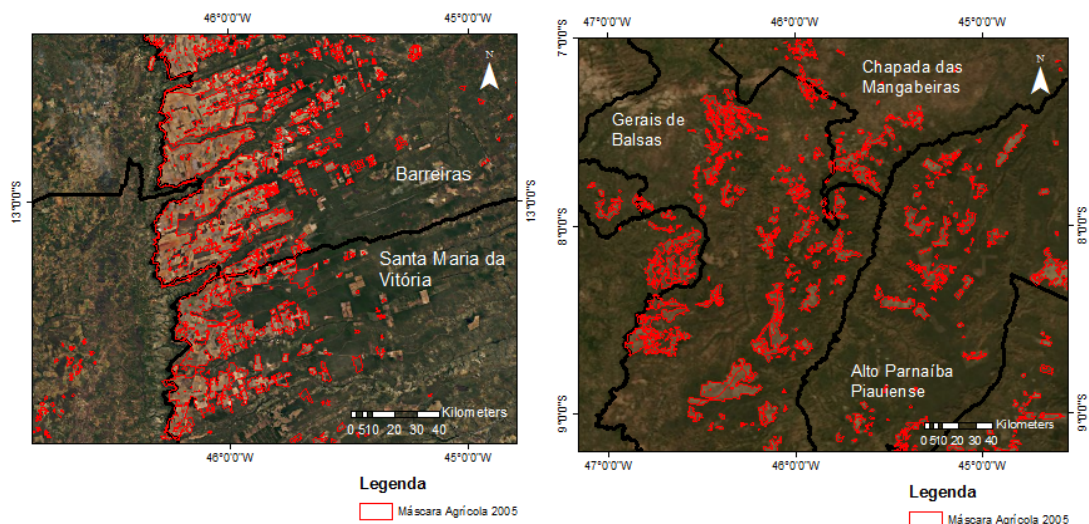 46°0'0"W
45°0'0"W
N
Barreiras
13°0'0"S
13°0'0"S
Santa Maria da
Vitória
Kilometers
0 5 10 20 30 40
46°0'0"W
45°0'0"W
Legenda
Máscara Agrícola 2005
47°0'0"W
46°0'0"W
45°0'0"W
7°0'0"S
7°0'0"S
N
Chapada das
Mangabeiras
Gerais de
Balsas
8°0'0"S
8°0'0"S
Alto Parnaíba
Piauiense
9°0'0"S
9°0'0"S
Kilometers
0 5 10 20 30 40
47°0'0"W
46°0'0"W
45°0'0"W
Legenda
Máscara Agrícola 2005